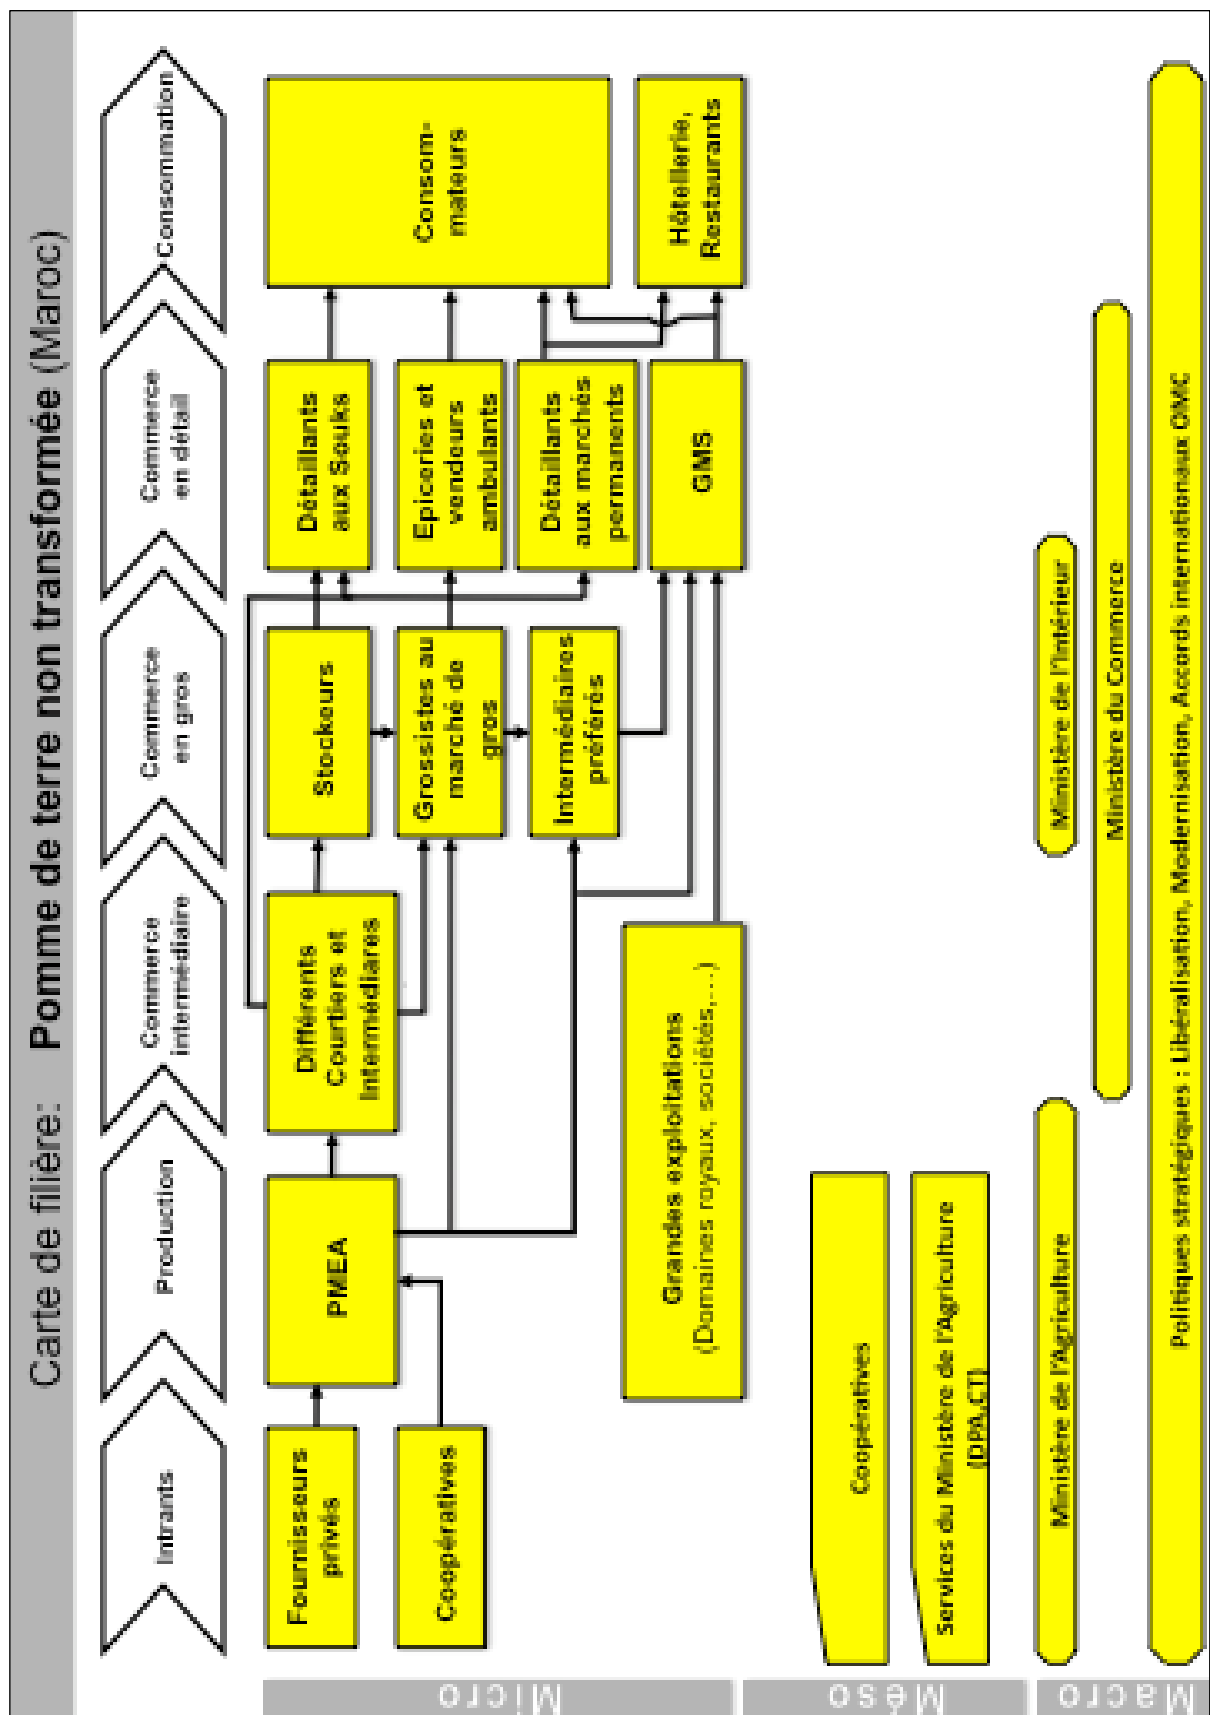 Carte de filière: Pomme de terre non transformée (Maroc)
Intrants
Production
Commerce
intermédiaire
Commerce
en gros
Commerce
en détail
Consommation
Micro
Fournisseurs
privés
Coopératives
PMEA
Différents
Courtiers et
Intermédiares
Stockeurs
Grossistes au
marché de
gros
Intermédiaires
préférés
Détaillants
aux Souks
Epiceries et
vendeurs
ambulants
Détaillants
aux marchés
permanents
GMS
Consom-
mateurs
Hôtellerie,
Restaurants
Grandes exploitations
(Domaines royaux, sociétés,...)
Méso
Coopératives
Services du Ministère de l'Agriculture
(DPA,CT)
Macro
Ministère de l'Agriculture
Ministère de l'Intérieur
Ministère du Commerce
Politiques stratégiques : Libéralisation, Modernisation, Accords internationaux OMC